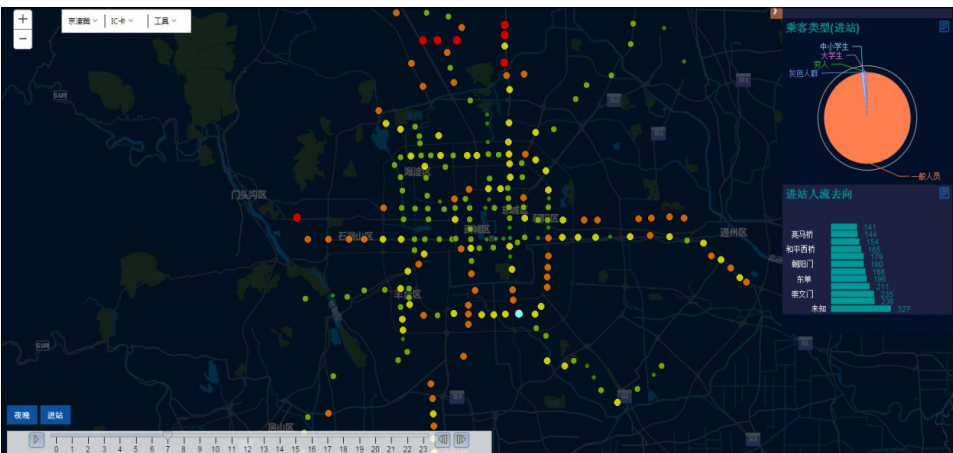 +
−
京津冀 IC卡 工具
乘客类型(进站)
中小学生
大学生
穷人
灰色人群
一般人员
进站人流去向
141
亮马桥 144
154
和平西桥 165
178
朝阳门 180
188
东单 196
211
崇文门 235
238
未知 327
海淀区
门头沟区
东城区
朝阳区
西城区
石景山区
通州区
丰台区
房山区
G109
G108
夜晚 进站
0 1 2 3 4 5 6 7 8 9 10 11 12 13 14 15 16 17 18 19 20 21 22 23